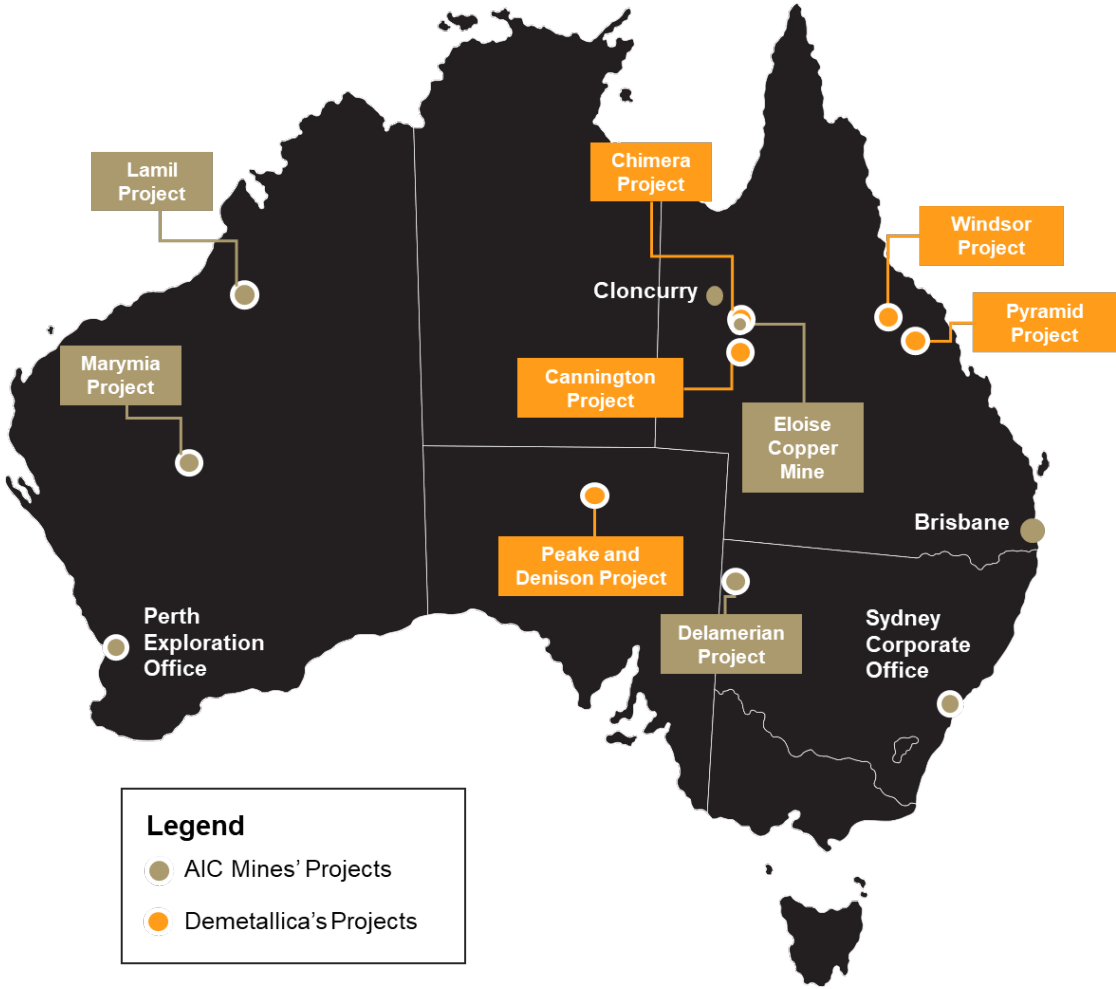 Lamil
Project
Chimera
Project
Windsor
Project
Cloncurry
Pyramid
Project
Marymia
Project
Cannington
Project
Eloise
Copper
Mine
Brisbane
Peake and
Denison Project
Perth
Exploration
Office
Delamerian
Project
Sydney
Corporate
Office
Legend
AIC Mines' Projects
Demetallica's Projects